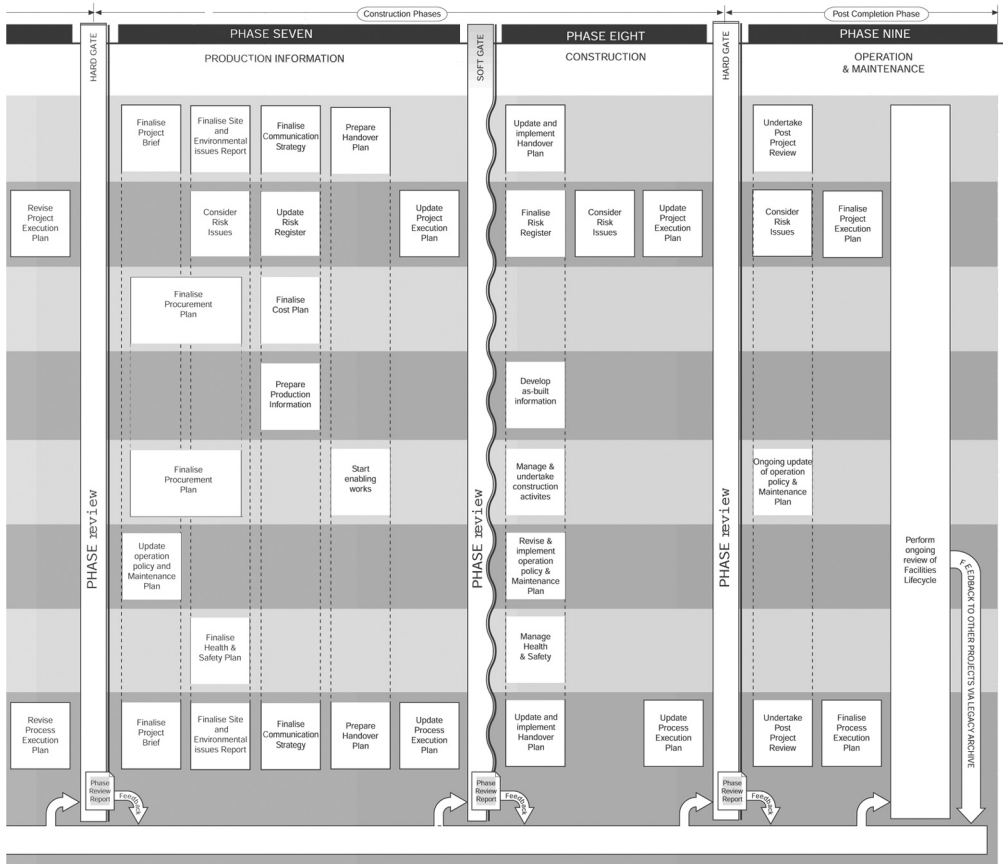 Construction Phases
Post Completion Phase
HARD GATE
PHASE SEVEN
SOFT GATE
PHASE EIGHT
HARD GATE
PHASE NINE
PRODUCTION INFORMATION
CONSTRUCTION
OPERATION
& MAINTENANCE
Finalise
Project
Brief
Finalise Site
and
Environmental
issues Report
Finalise
Communication
Strategy
Prepare
Handover
Plan
Update and
implement
Handover
Plan
Undertake
Post
Project
Review
Revise
Project
Execution
Plan
Consider
Risk
Issues
Update
Risk
Register
Update
Project
Execution
Plan
Finalise
Risk
Register
Consider
Risk
Issues
Update
Project
Execution
Plan
Consider
Risk
Issues
Finalise
Project
Execution
Plan
Finalise
Procurement
Plan
Finalise
Cost Plan
Prepare
Production
Information
Develop
as-built
information
Finalise
Procurement
Plan
Start
enabling
works
Manage &
undertake
construction
activites
Ongoing update
of operation
policy &
Maintenance
Plan
PHASE review
PHASE review
PHASE review
Update
operation
policy and
Maintenance
Plan
Revise &
implement
operation
policy &
Maintenance
Plan
Perform
ongoing
review of
Facilities
Lifecycle
FEEDBACK TO OTHER PROJECTS VIA LEGACY ARCHIVE
Finalise
Health &
Safety Plan
Manage
Health
& Safety
Revise
Process
Execution
Plan
Finalise
Project
Brief
Finalise Site
and
Environmental
issues Report
Finalise
Communication
Strategy
Prepare
Handover
Plan
Update
Process
Execution
Plan
Update and
implement
Handover
Plan
Update
Process
Execution
Plan
Undertake
Post
Project
Review
Finalise
Process
Execution
Plan
Phase
Review
Report
Feedback
Phase
Review
Report
Feedback
Phase
Review
Report
Feedback